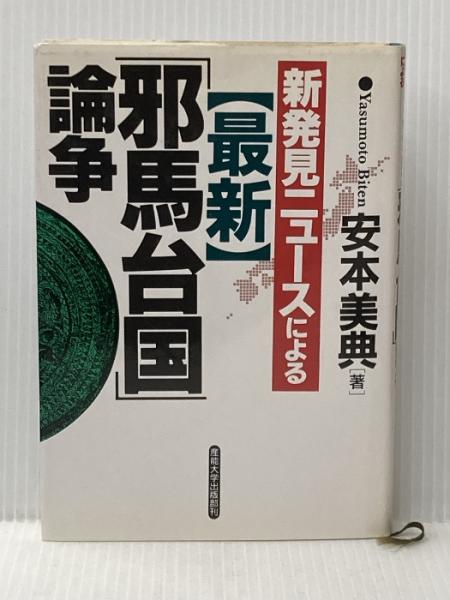 新発見ニュースによる
【最新】
「邪馬台国」
論争
●Yasumoto Biten
安本美典[著]
産能大学出版部刊